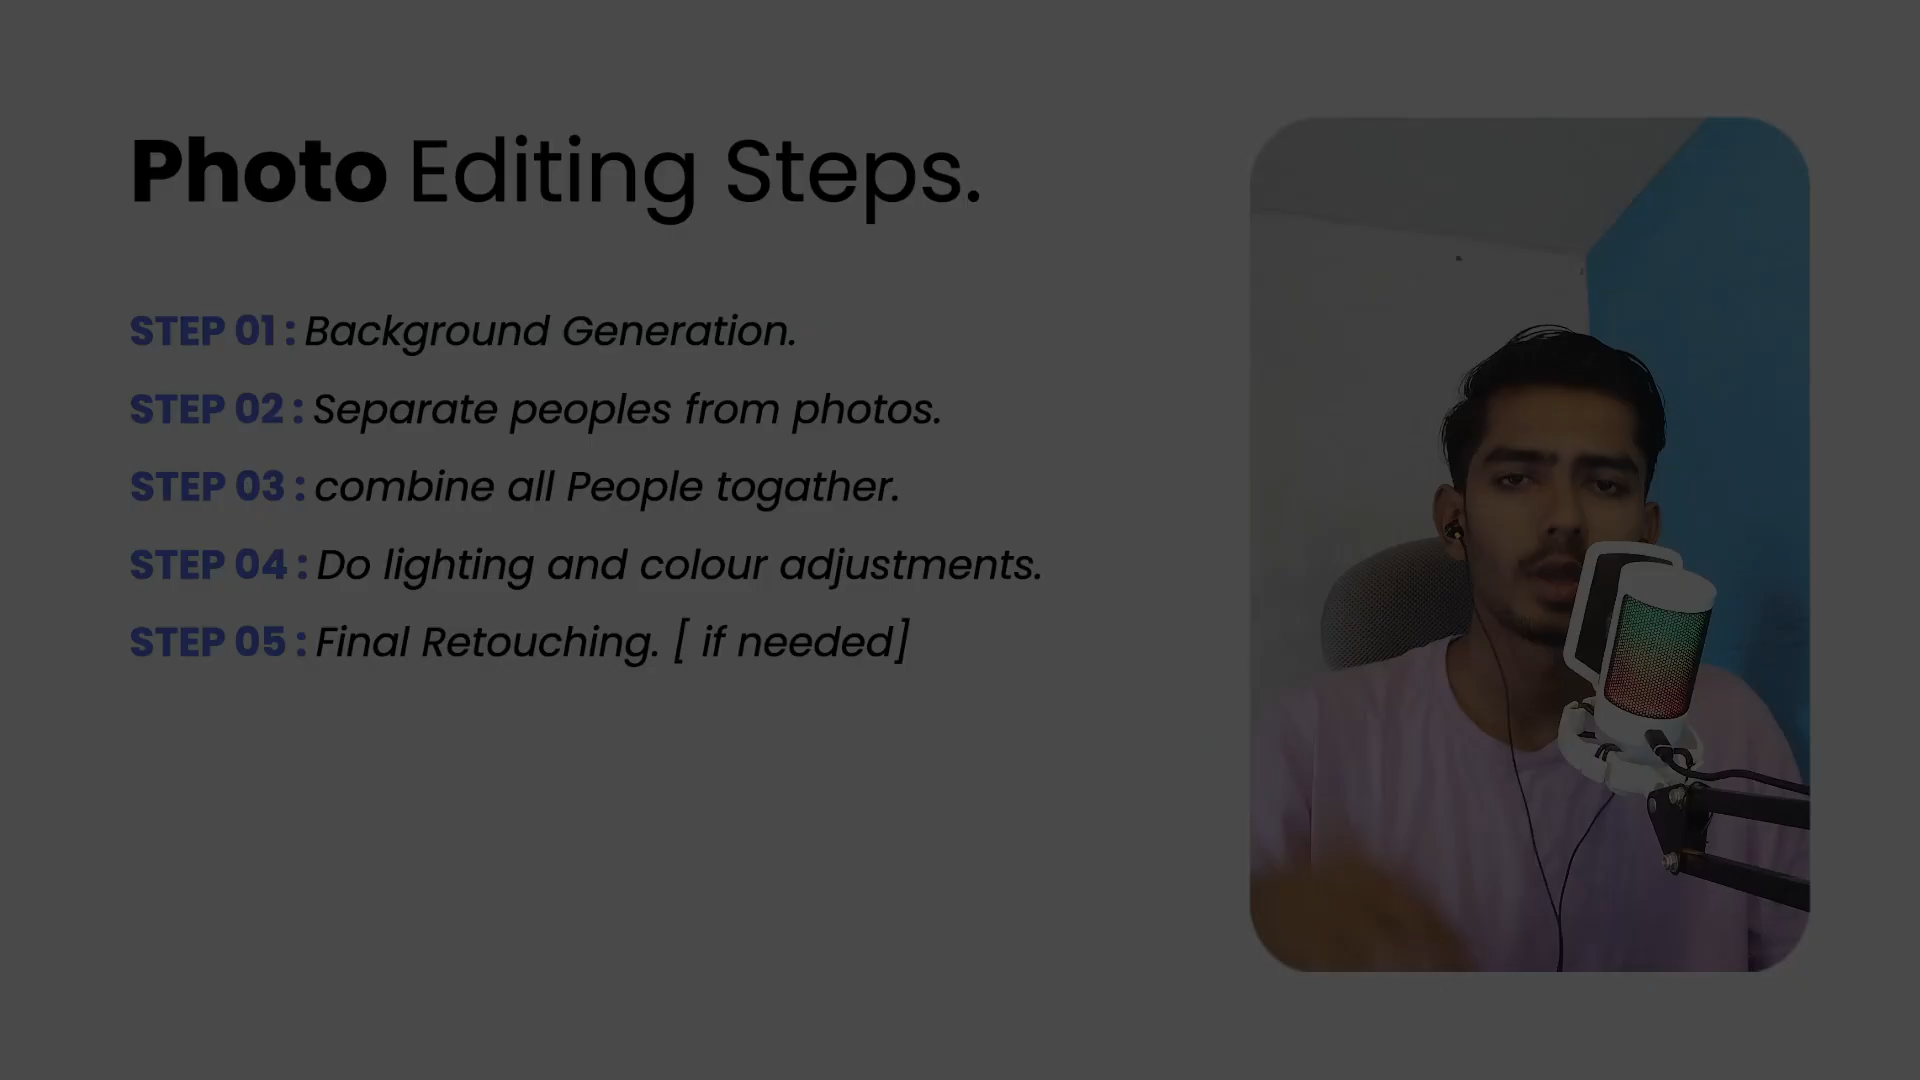 Photo Editing Steps.
STEP 01 : Background Generation.
STEP 02 : Separate peoples from photos.
STEP 03 : combine all People togather.
STEP 04 : Do lighting and colour adjustments.
STEP 05 : Final Retouching. [ if needed]